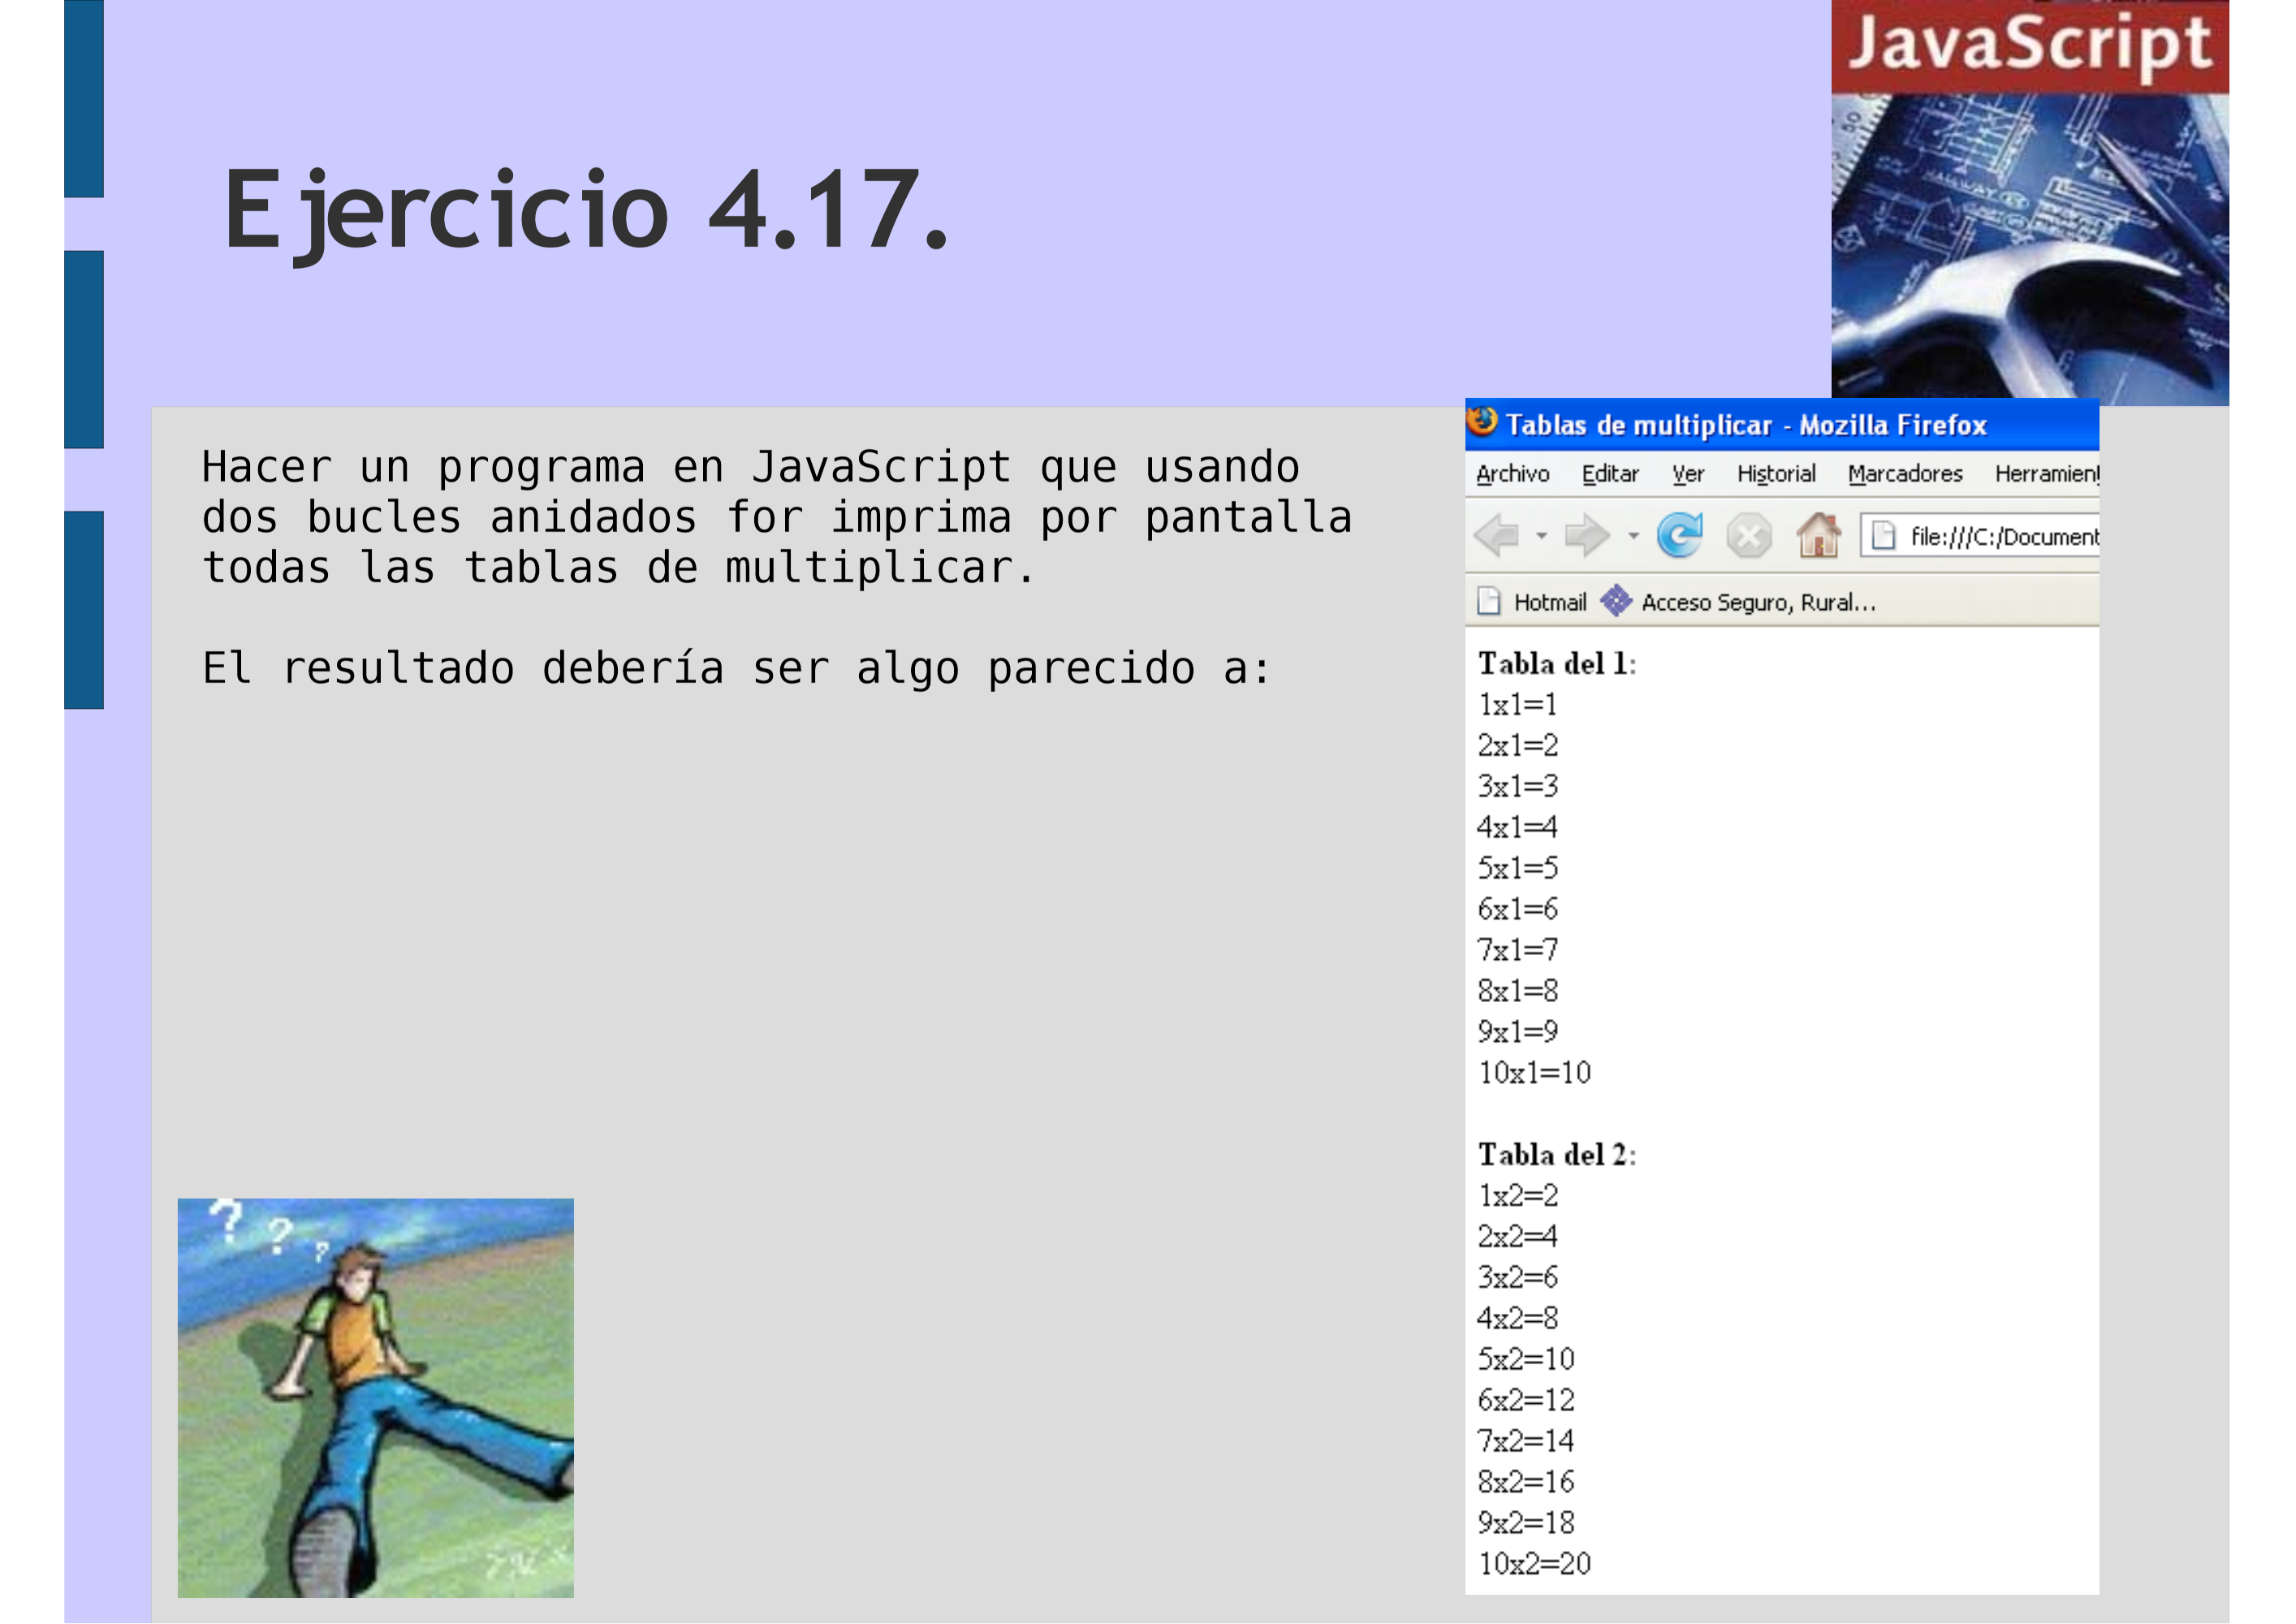 JavaScript
Ejercicio 4.17.
Hacer un programa en JavaScript que usando
dos bucles anidados for imprima por pantalla
todas las tablas de multiplicar.
El resultado debería ser algo parecido a:
Tablas de multiplicar - Mozilla Firefox
Archivo Editar Ver Historial Marcadores
file:///C:/Document
Hotmail Acceso Seguro, Rural...
Tabla del 1:
1x1=1
2x1=2
3x1=3
4x1=4
5x1=5
6x1=6
7x1=7
8x1=8
9x1=9
10x1=10
Tabla del 2:
1x2=2
2x2=4
3x2=6
4x2=8
5x2=10
6x2=12
7x2=14
8x2=16
9x2=18
10x2=20
? ? ?